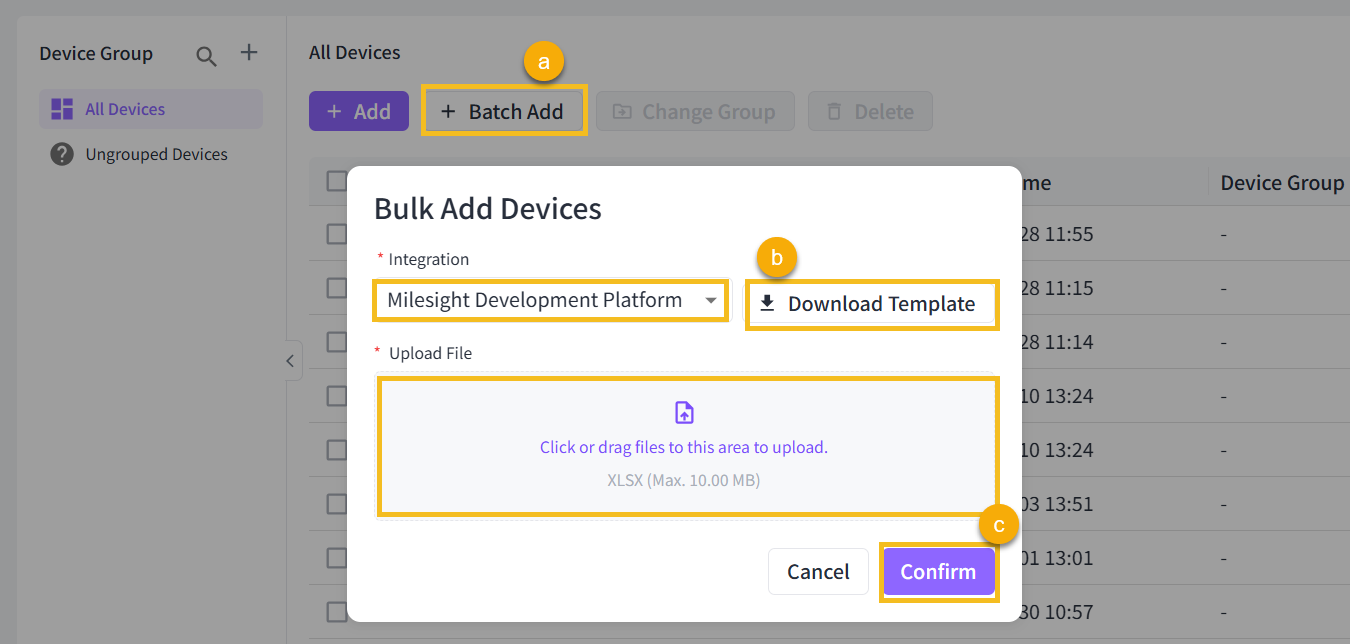 Device Group
All Devices
Ungrouped Devices
All Devices
a
+ Add
+ Batch Add
Change Group
Delete
Device Group
28 11:55 -
28 11:15 -
28 11:14 -
10 13:24 -
10 13:24 -
03 13:51 -
01 13:01 -
30 10:57 -
Bulk Add Devices
* Integration
b
Milesight Development Platform
Download Template
* Upload File
Click or drag files to this area to upload.
XLSX (Max. 10.00 MB)
c
Cancel
Confirm